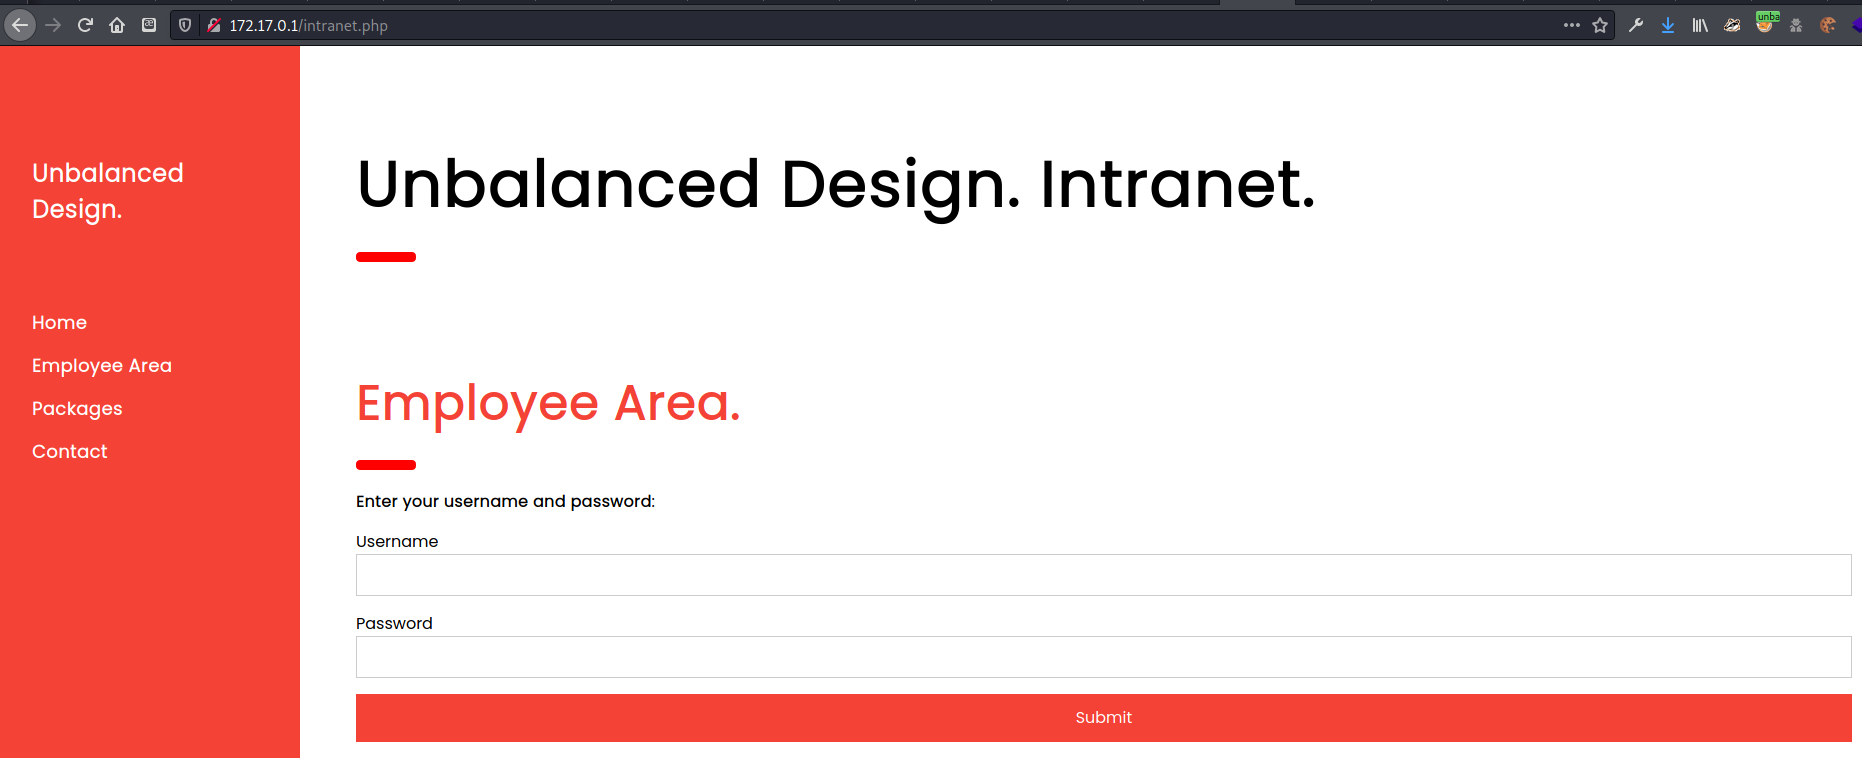 172.17.0.1/intranet.php
unba
Unbalanced
Design.
Home
Employee Area
Packages
Contact
Unbalanced Design. Intranet.
Employee Area.
Enter your username and password:
Username
Password
Submit